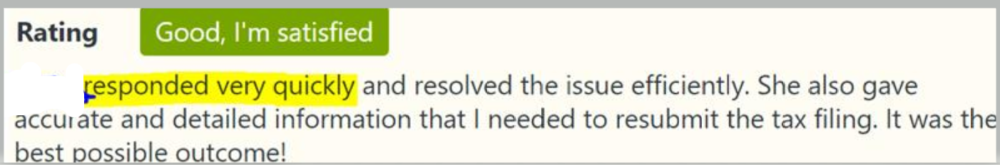 Rating Good, I'm satisfied
responded very quickly and resolved the issue efficiently. She also gave
accurate and detailed information that I needed to resubmit the tax filing. It was the
best possible outcome!